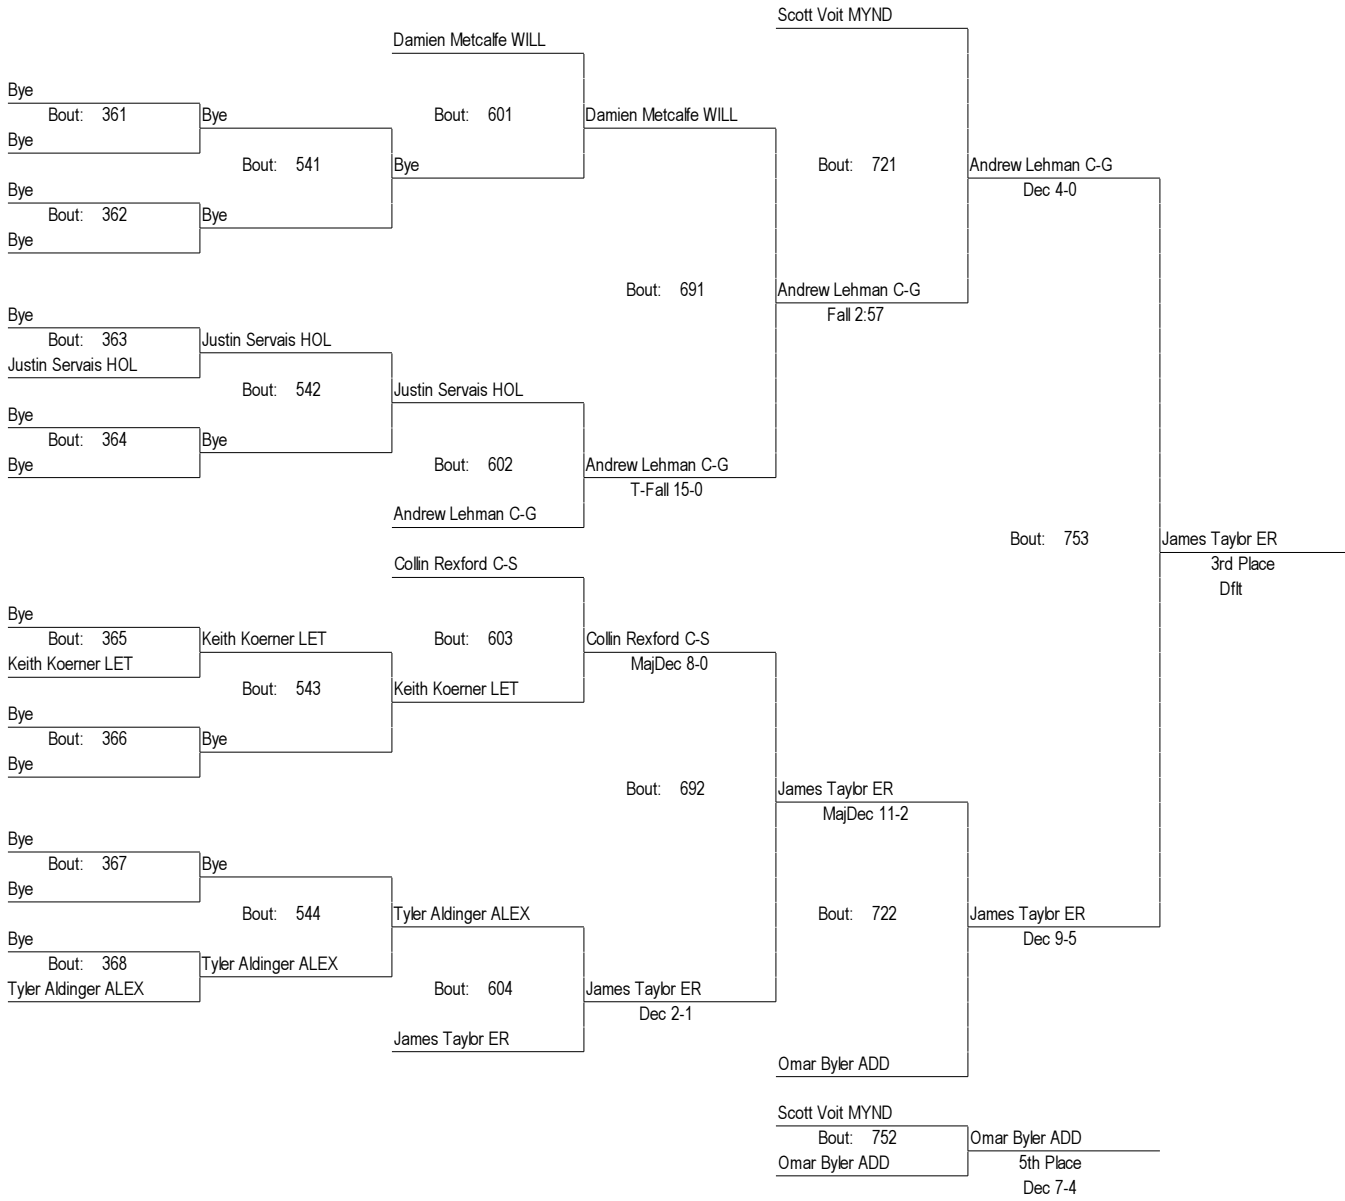 Scott Voit MYND
Damien Metcalfe WILL
Bye
Bout: 361
Bye
Bout: 601
Damien Metcalfe WILL
Bye
Bout: 541
Bye
Bout: 721
Andrew Lehman C-G
Dec 4-0
Bye
Bout: 362
Bye
Bye
Bout: 691
Andrew Lehman C-G
Fall 2:57
Bye
Bout: 363
Justin Servais HOL
Justin Servais HOL
Bout: 542
Justin Servais HOL
Bye
Bout: 364
Bye
Bye
Bout: 602
Andrew Lehman C-G
T-Fall 15-0
Andrew Lehman C-G
Bout: 753
James Taylor ER
3rd Place
Dflt
Collin Rexford C-S
Bye
Bout: 365
Keith Koerner LET
Bout: 603
Collin Rexford C-S
MajDec 8-0
Keith Koerner LET
Bout: 543
Keith Koerner LET
Bye
Bout: 366
Bye
Bye
Bout: 692
James Taylor ER
MajDec 11-2
Bye
Bout: 367
Bye
Bye
Bout: 544
Tyler Aldinger ALEX
Bout: 722
James Taylor ER
Dec 9-5
Bye
Bout: 368
Tyler Aldinger ALEX
Tyler Aldinger ALEX
Bout: 604
James Taylor ER
Dec 2-1
James Taylor ER
Omar Byler ADD
Scott Voit MYND
Bout: 752
Omar Byler ADD
Omar Byler ADD
5th Place
Dec 7-4